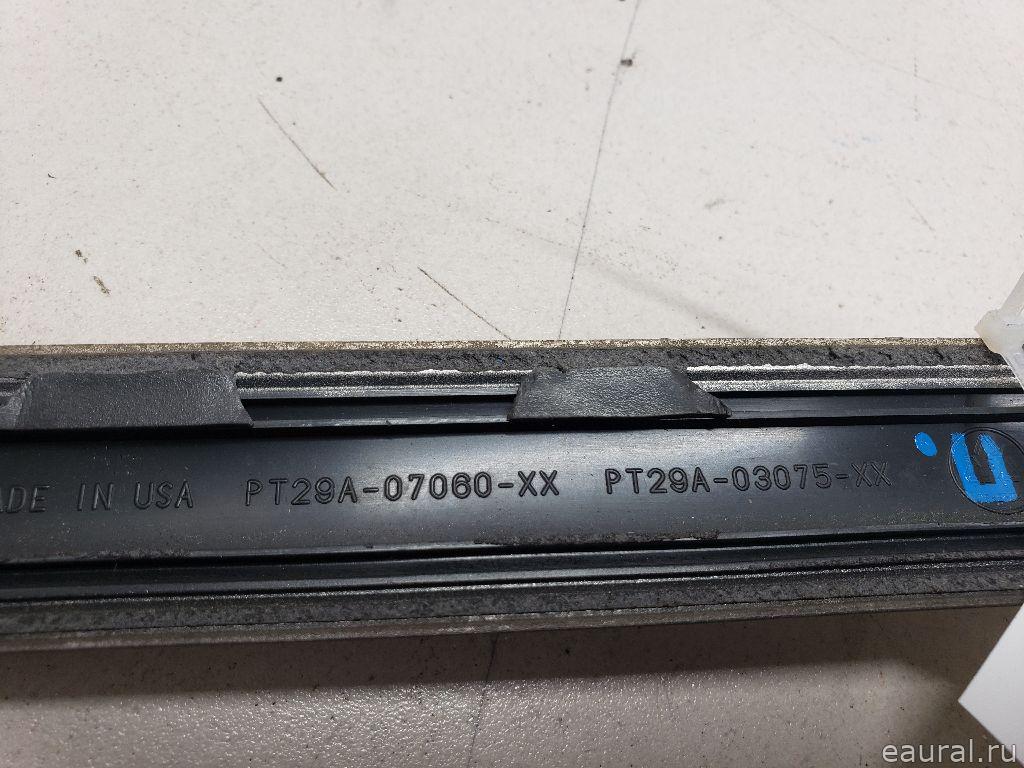 ADE IN USA PT29A-07060-XX PT29A-03075-XX
eaural.ru